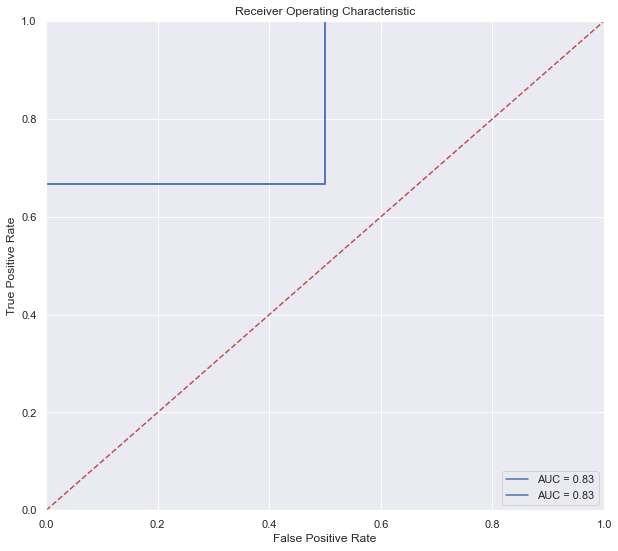 Receiver Operating Characteristic
1.0
0.8
0.6
0.4
0.2
0.0
True Positive Rate
AUC = 0.83
AUC = 0.83
0.0 0.2 0.4 0.6 0.8 1.0
False Positive Rate